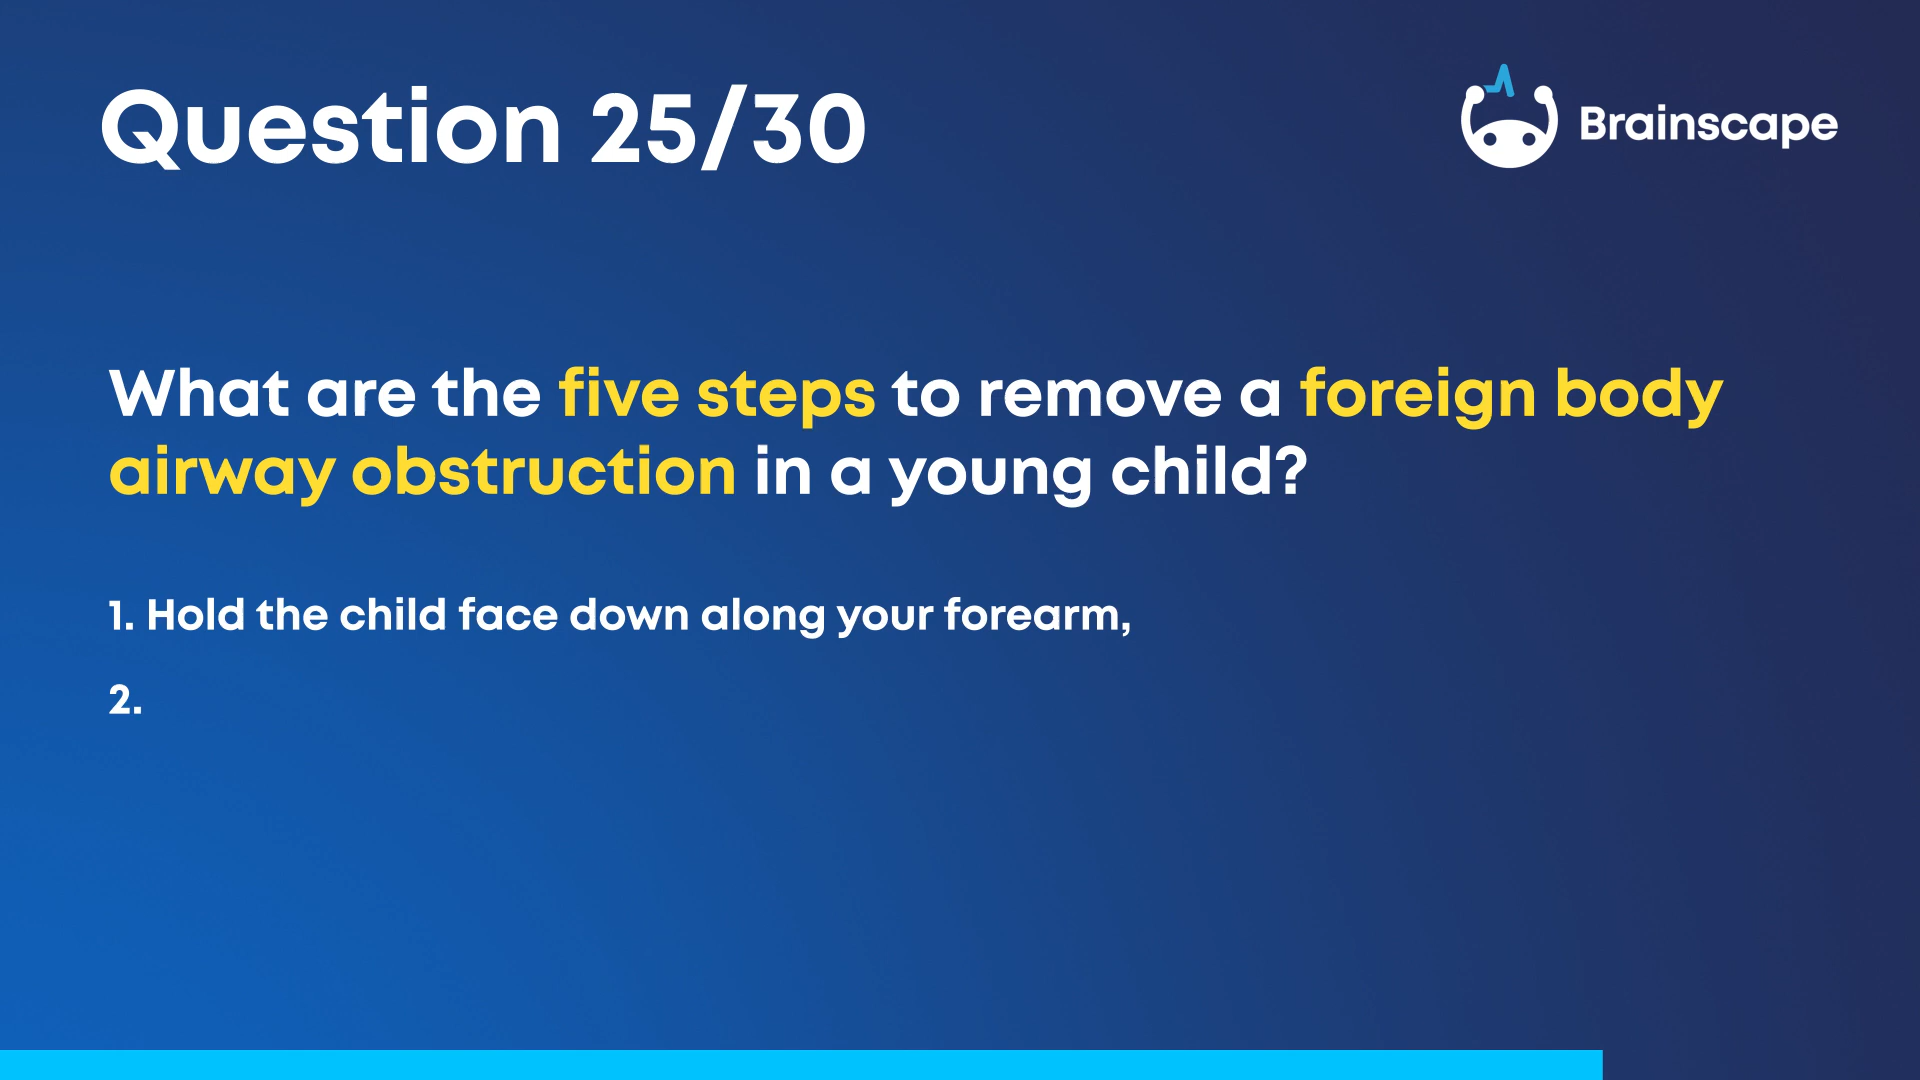 Question 25/30
Brainscape
What are the five steps to remove a foreign body
airway obstruction in a young child?
1. Hold the child face down along your forearm,
2.